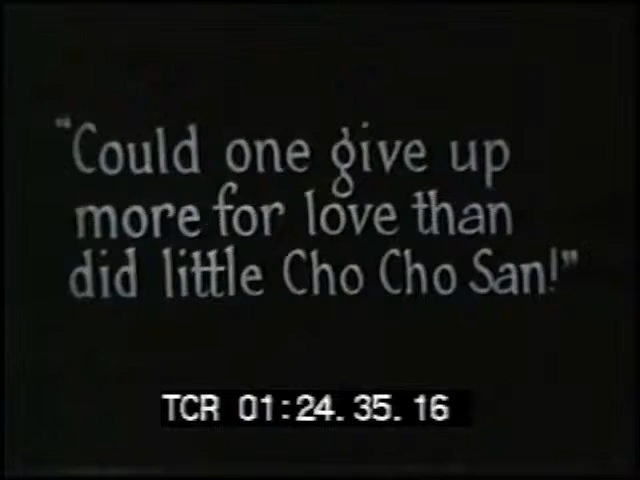 "Could one give up
more for love than
did little Cho Cho San!"
TCR 01:24.35.16